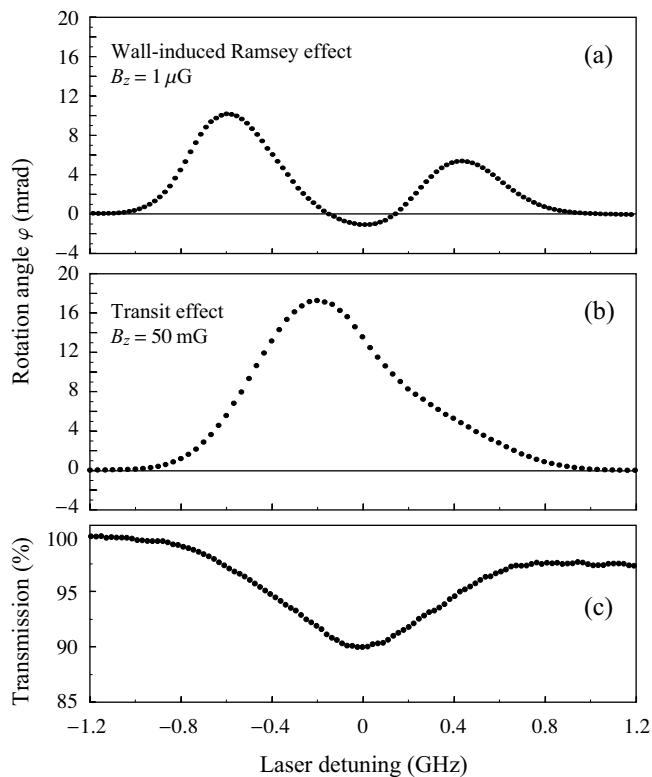 20
16
12
8
4
0
−4
Wall-induced Ramsey effect
B_z = 1 μG
(a)
Rotation angle φ (mrad)
20
16
12
8
4
0
−4
Transit effect
B_z = 50 mG
(b)
100
95
90
85
Transmission (%)
(c)
−1.2 −0.8 −0.4 0 0.4 0.8 1.2
Laser detuning (GHz)